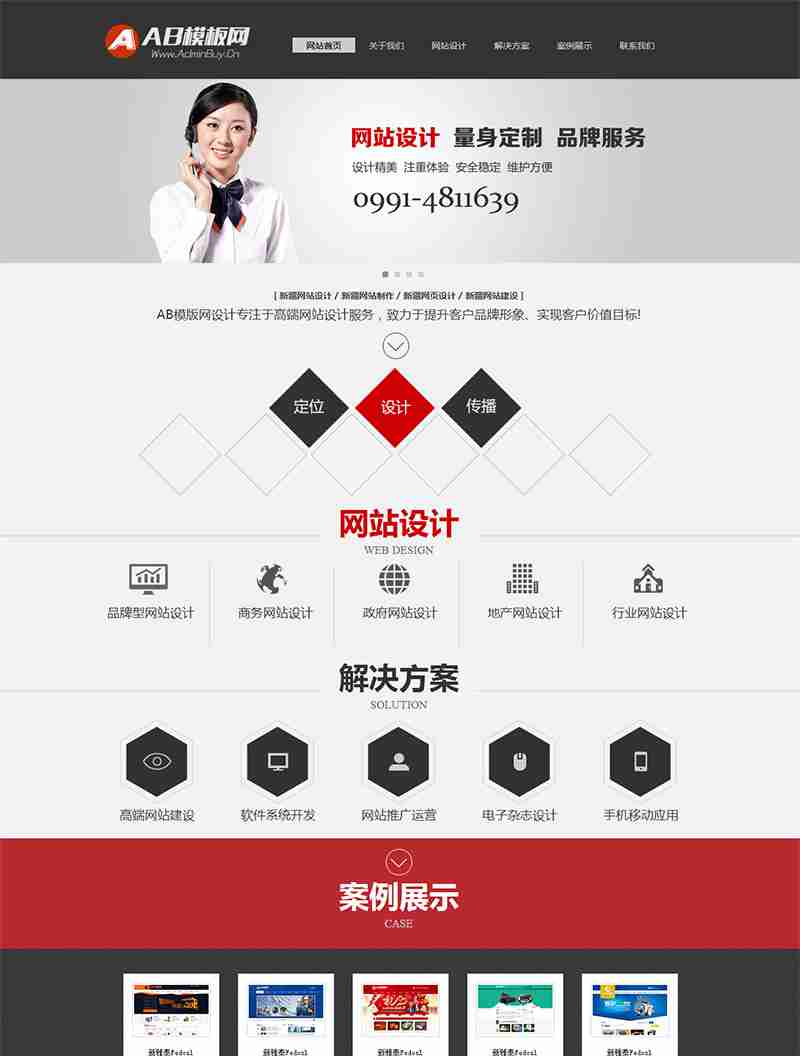 AB模板网
Www.AdminBuy.Cn
网站首页 关于我们 网站设计 解决方案 案例展示 联系我们
网站设计 量身定制 品牌服务
设计精美 注重体验 安全稳定 维护方便
0991-4811639
[ 新疆网站设计 / 新疆网站制作 / 新疆网页设计 / 新疆网站建设 ]
AB模版网设计专注于高端网站设计服务，致力于提升客户品牌形象、实现客户价值目标!
定位 设计 传播
网站设计
WEB DESIGN
品牌型网站设计 商务网站设计 政府网站设计 地产网站设计 行业网站设计
解决方案
SOLUTION
高端网站建设 软件系统开发 网站推广运营 电子杂志设计 手机移动应用
案例展示
CASE